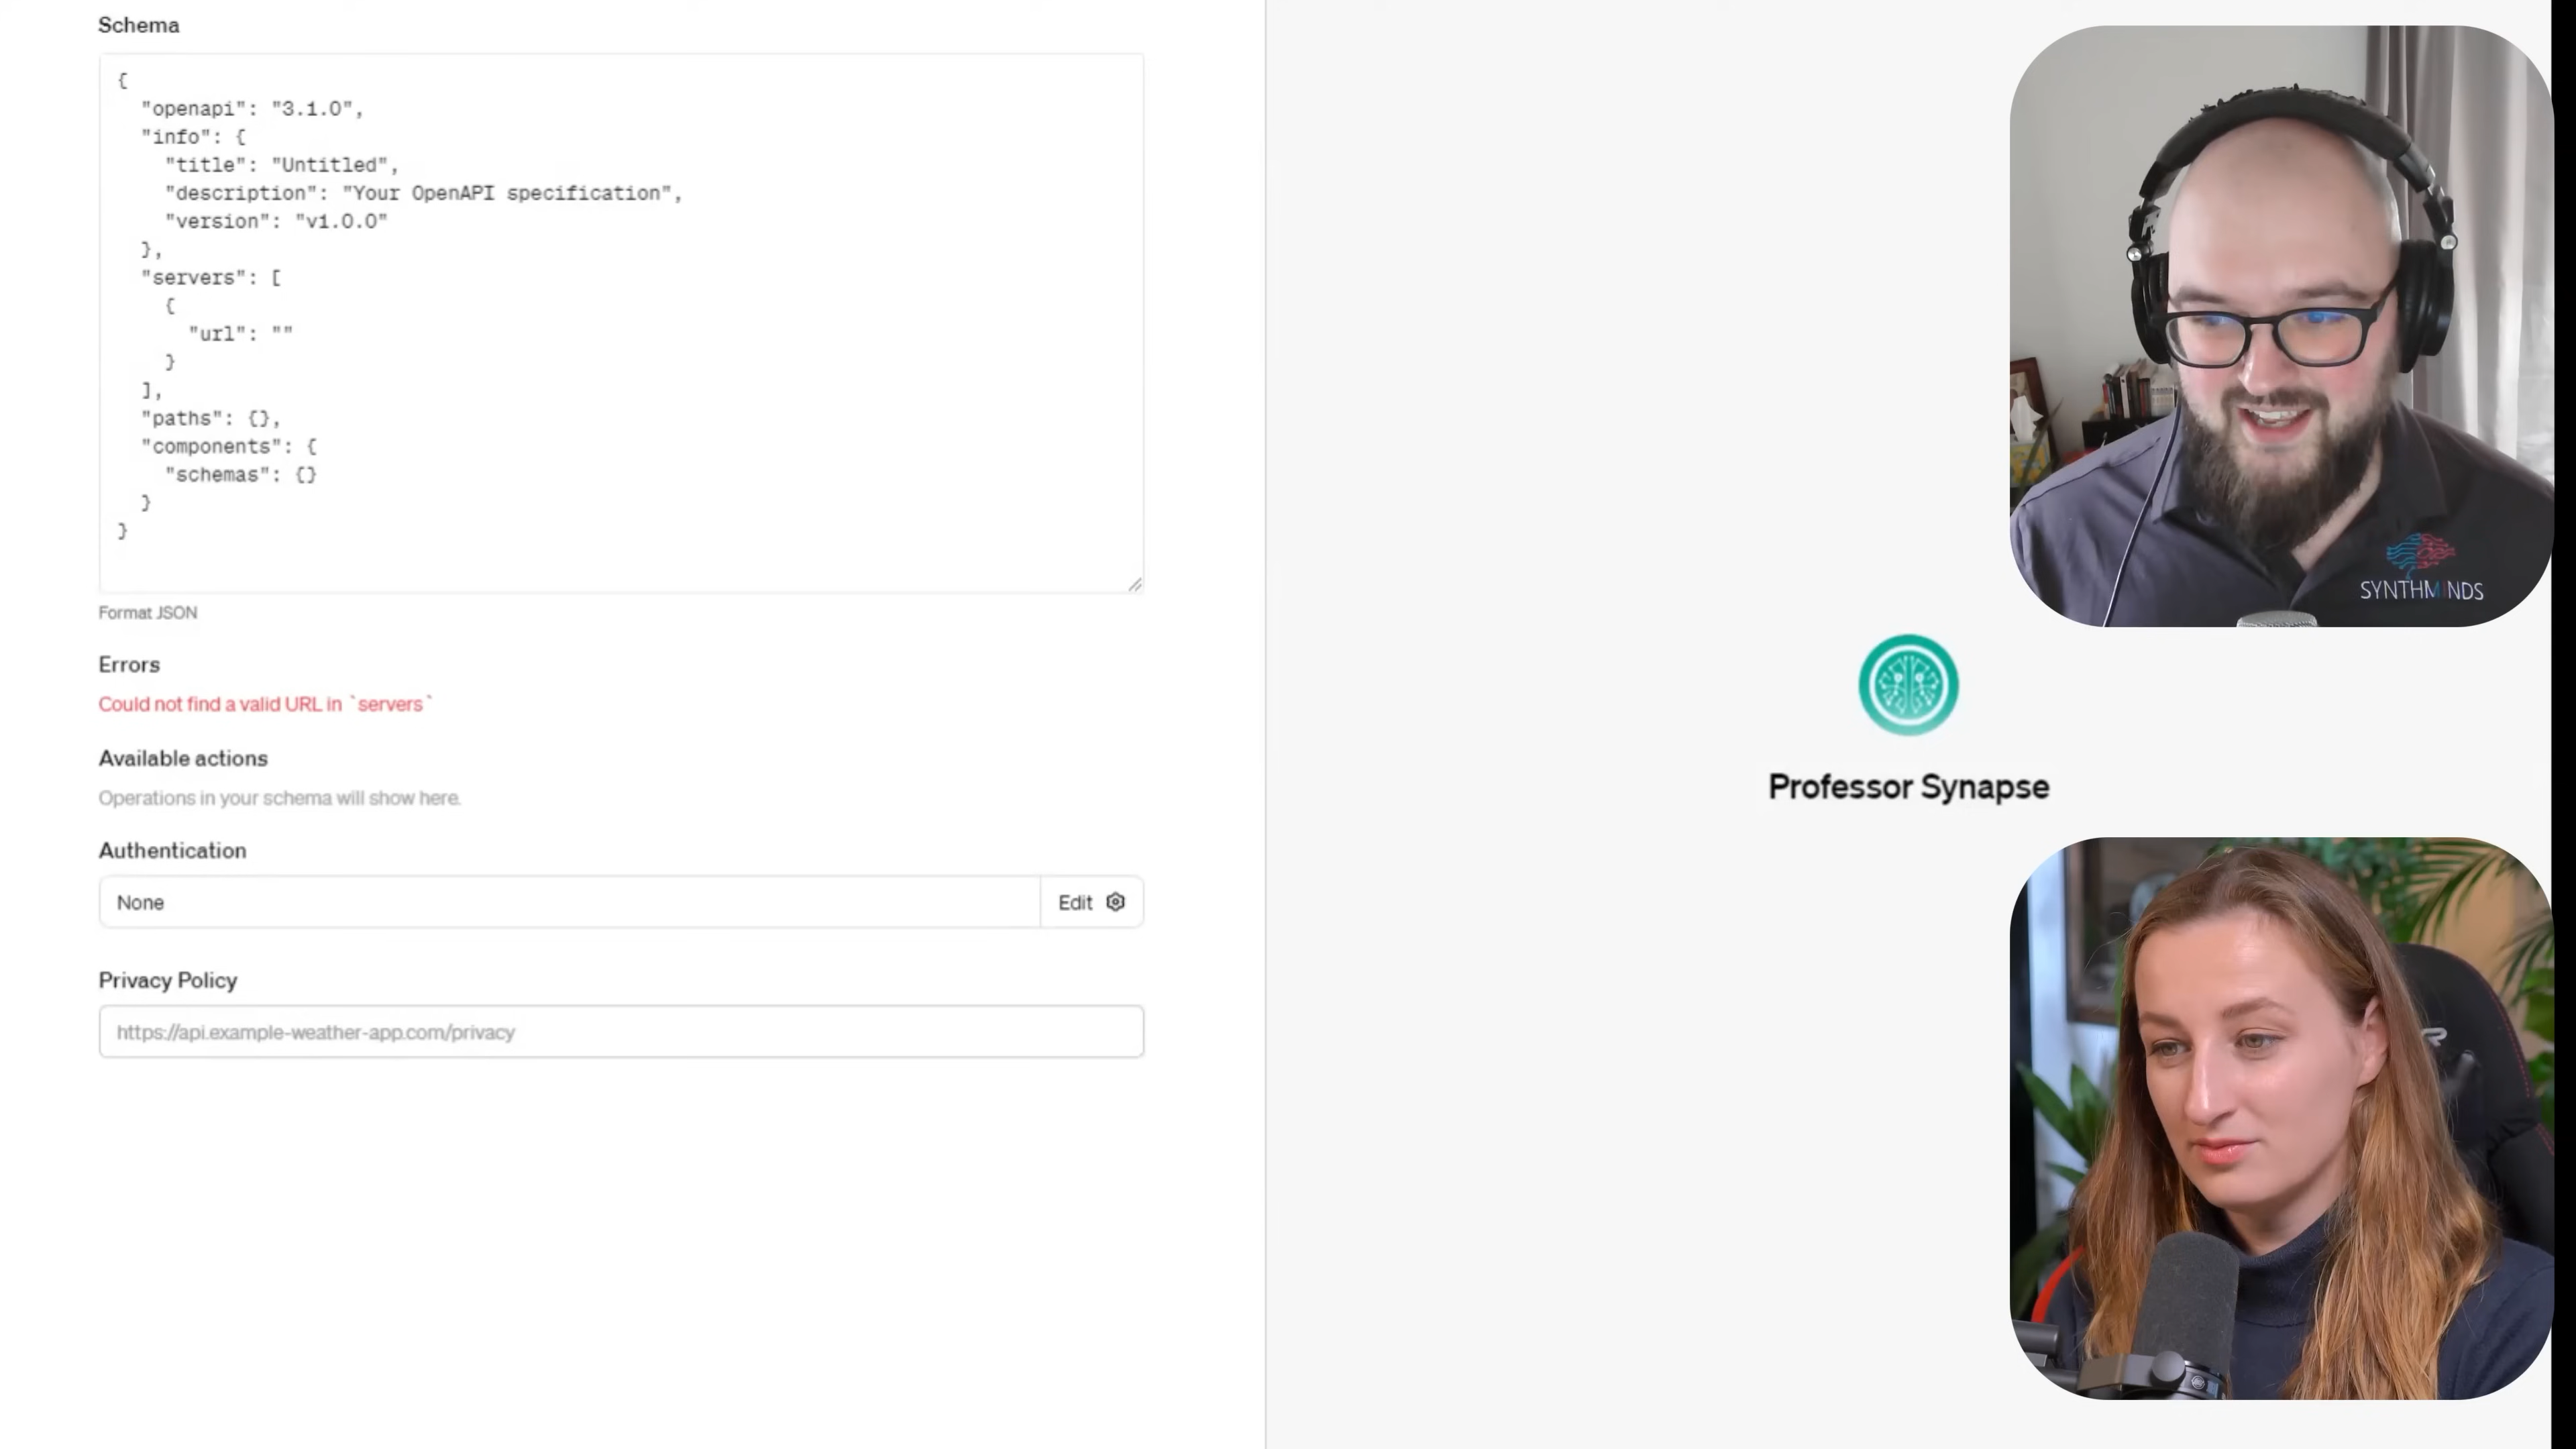 Schema
{
"openapi": "3.1.0",
"info": {
"title": "Untitled",
"description": "Your OpenAPI specification",
"version": "v1.0.0"
},
"servers": [
{
"url": ""
}
],
"paths": {},
"components": {
"schemas": {}
}
}
Format JSON
Errors
Could not find a valid URL in `servers`
Available actions
Operations in your schema will show here.
Authentication
None
Edit
Privacy Policy
https://api.example-weather-app.com/privacy
SYNTHMINDS
Professor Synapse